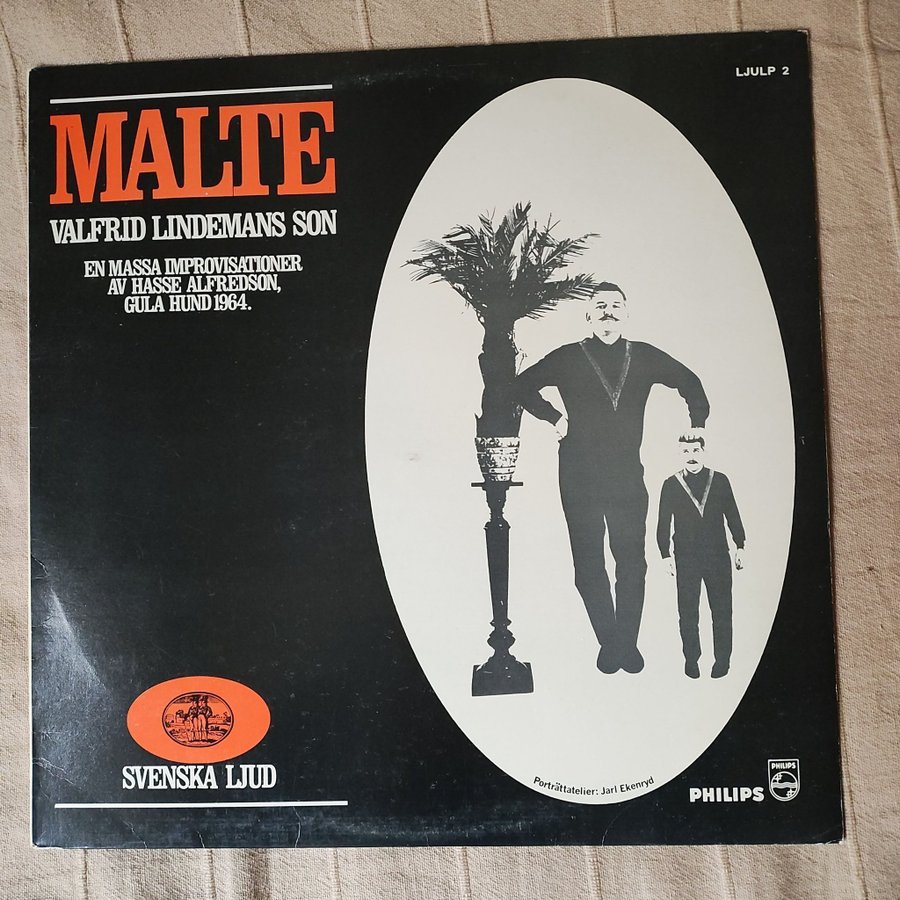 LJULP 2
MALTE
VALFRID LINDEMANS SON
EN MASSA IMPROVISATIONER
AV HASSE ALFREDSON,
GULA HUND 1964.
SVENSKA LJUD
Porträttatelier: Jarl Ekenryd
PHILIPS
PHILIPS